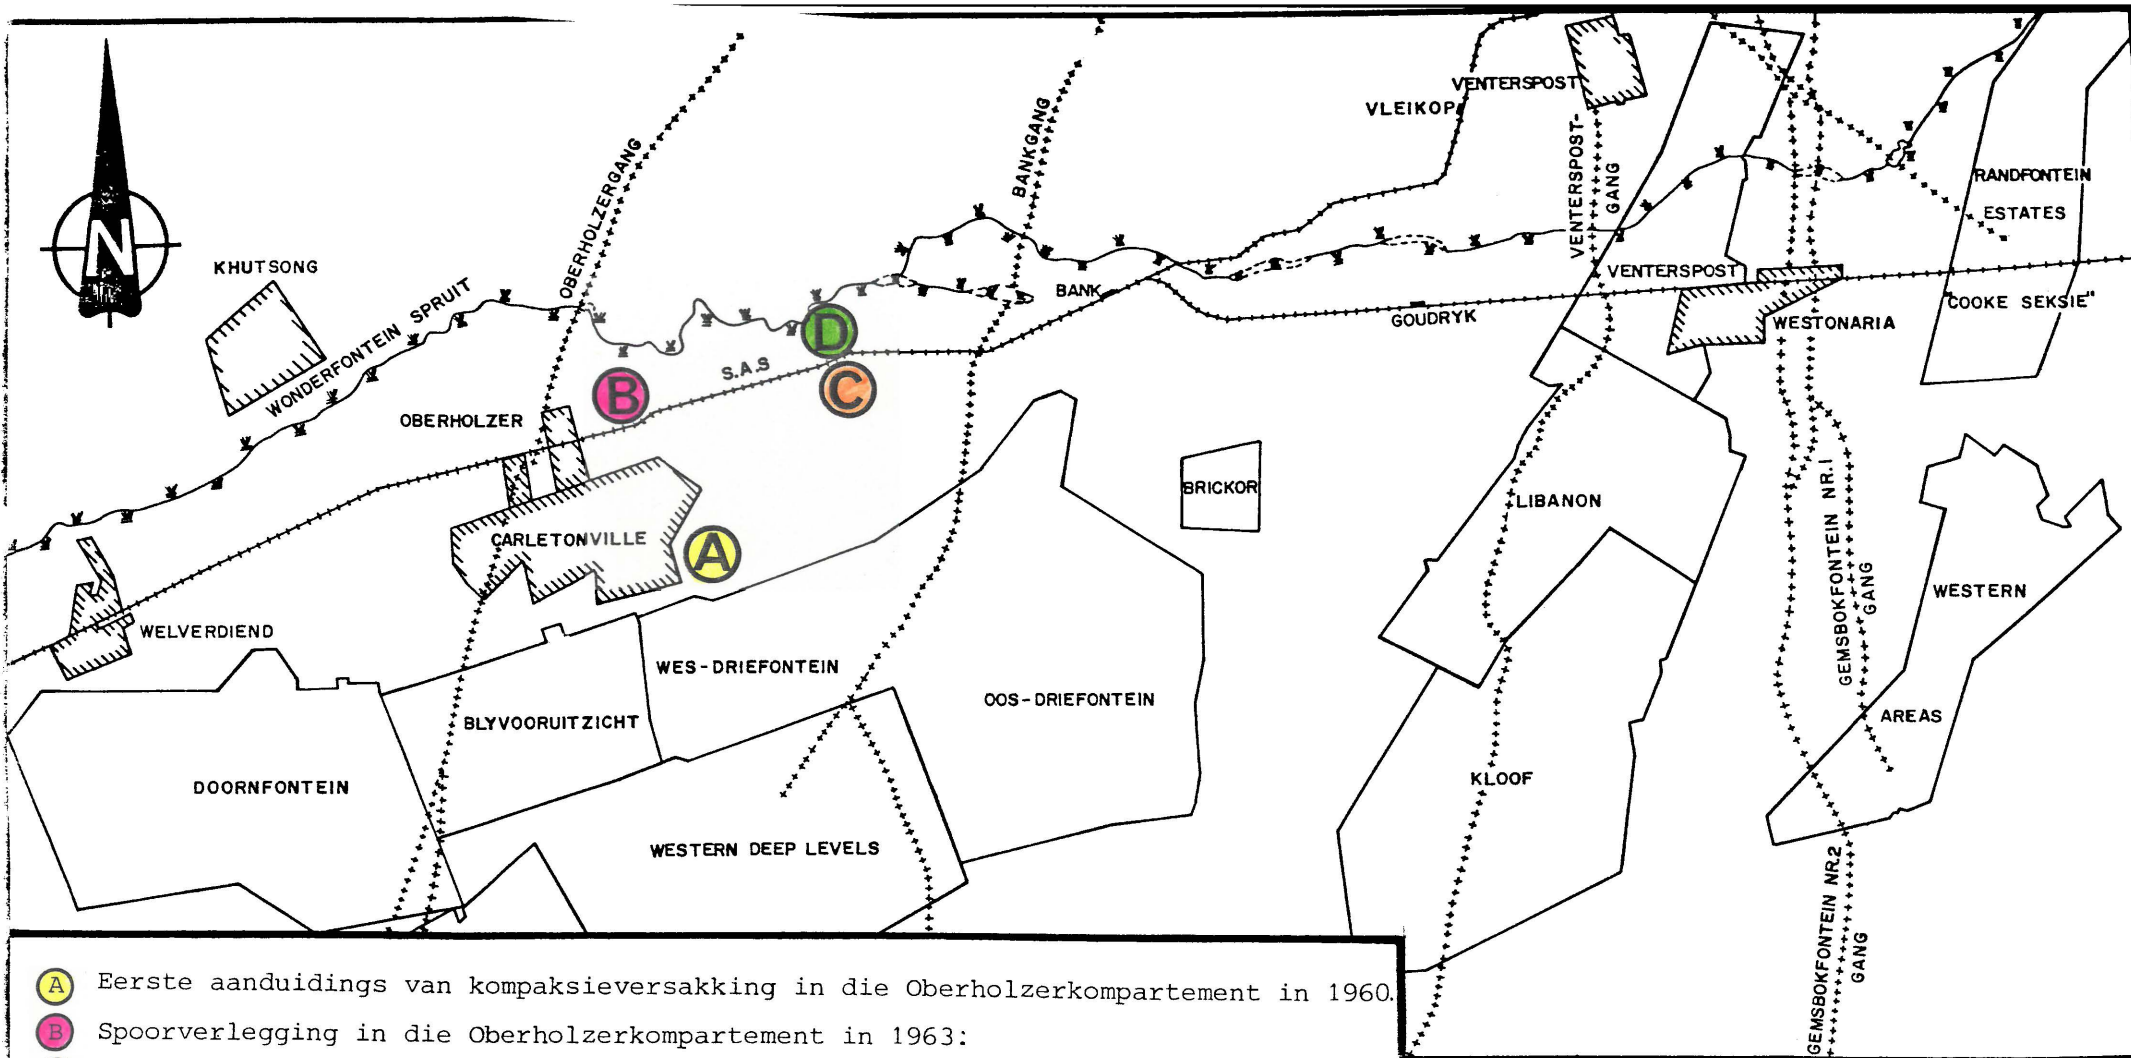 N
KHUTSONG
WONDERFONTEIN SPRUIT
OBERHOLZERGANG
BANKGANG
VLEIKOP
VENTERSPOST
VENTERSPOST-
GANG
RANDFONTEIN
ESTATES
"COOKE SEKSIE"
VENTERSPOST
WESTONARIA
BANK
GOUDRYK
S.A.S
D
C
B
OBERHOLZER
CARLETONVILLE
A
BRICKOR
LIBANON
GEMSBOKFONTEIN NR.1
GANG
WESTERN
AREAS
WELVERDIEND
WES-DRIEFONTEIN
OOS-DRIEFONTEIN
BLYVOORUITZICHT
DOORNFONTEIN
WESTERN DEEP LEVELS
KLOOF
GEMSBOKFONTEIN NR.2
GANG
A Eerste aanduidings van kompaksieversakking in die Oberholzerkompartement in 1960.
B Spoorverlegging in die Oberholzerkompartement in 1963: